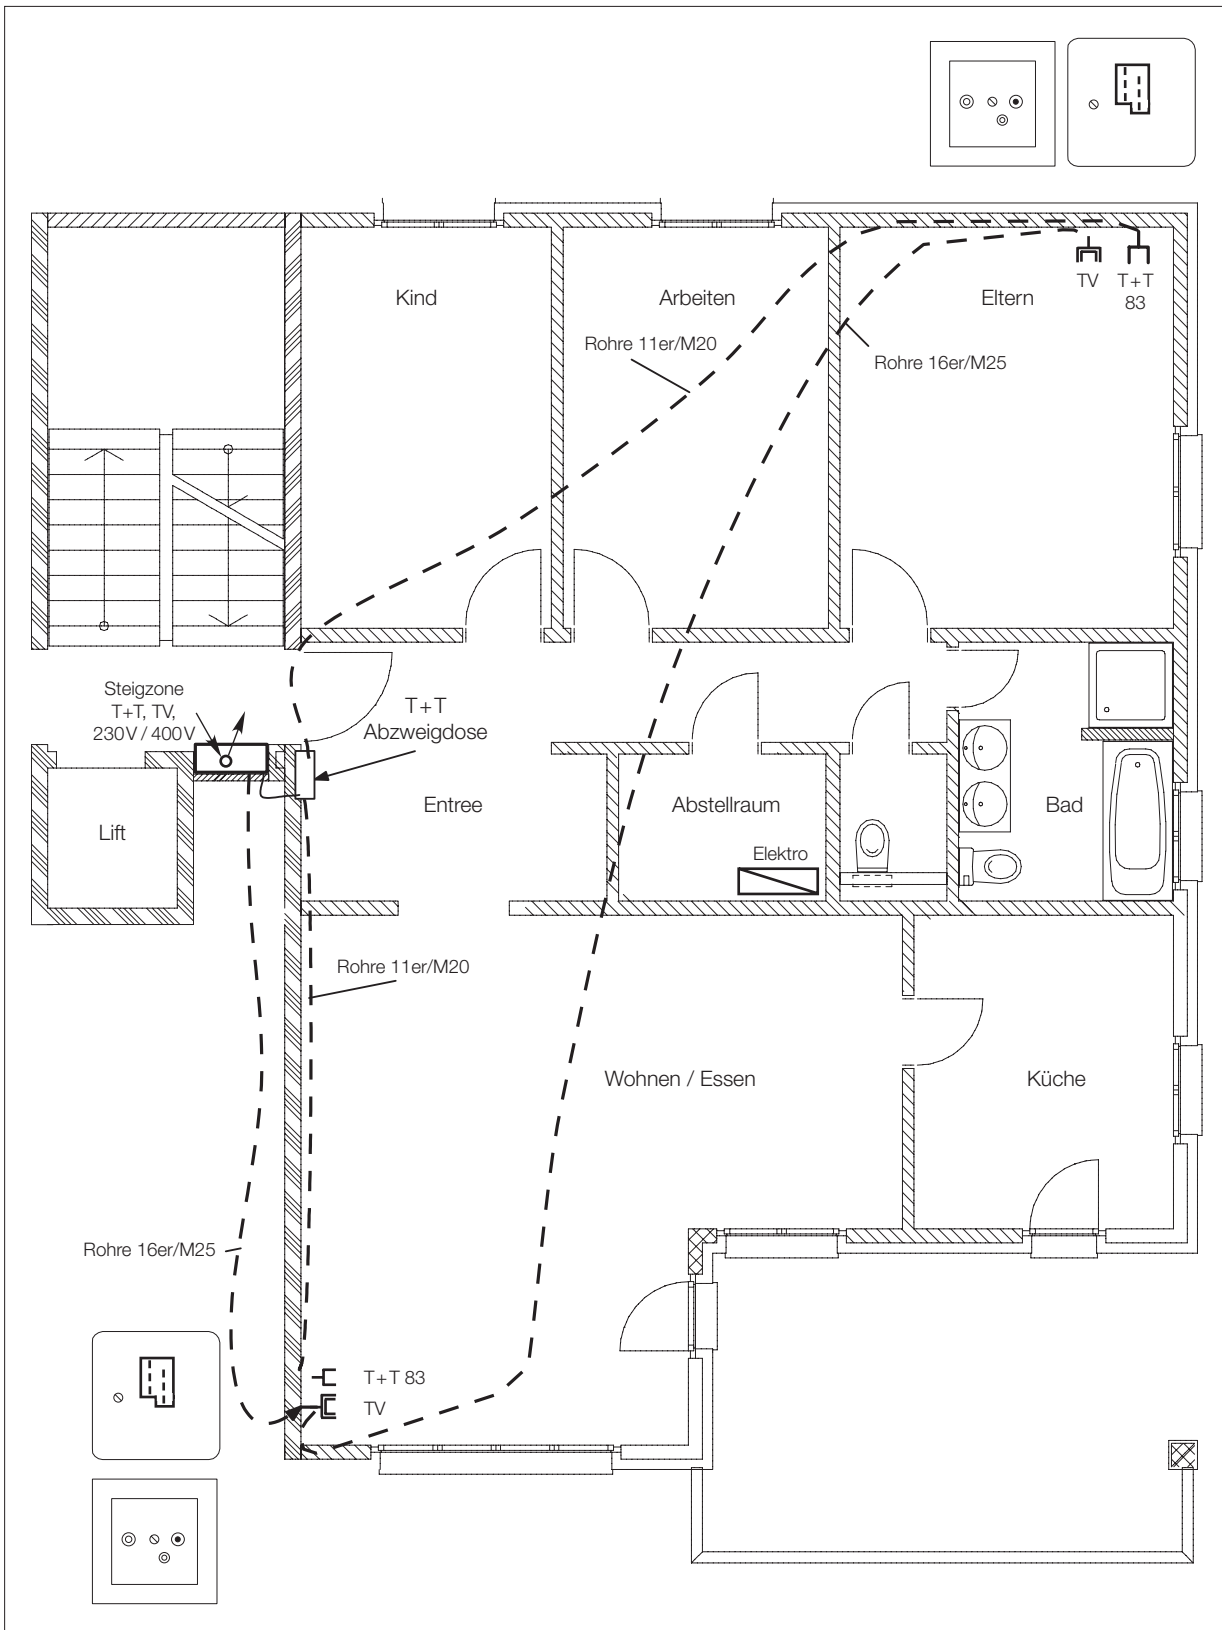 Kind
Arbeiten
Eltern
TV
T+T
83
Rohre 11er/M20
Rohre 16er/M25
Steigzone
T+T, TV,
230V / 400V
T+T
Abzweigdose
Lift
Entree
Abstellraum
Elektro
Bad
Rohre 11er/M20
Wohnen / Essen
Küche
Rohre 16er/M25
T+T 83
TV